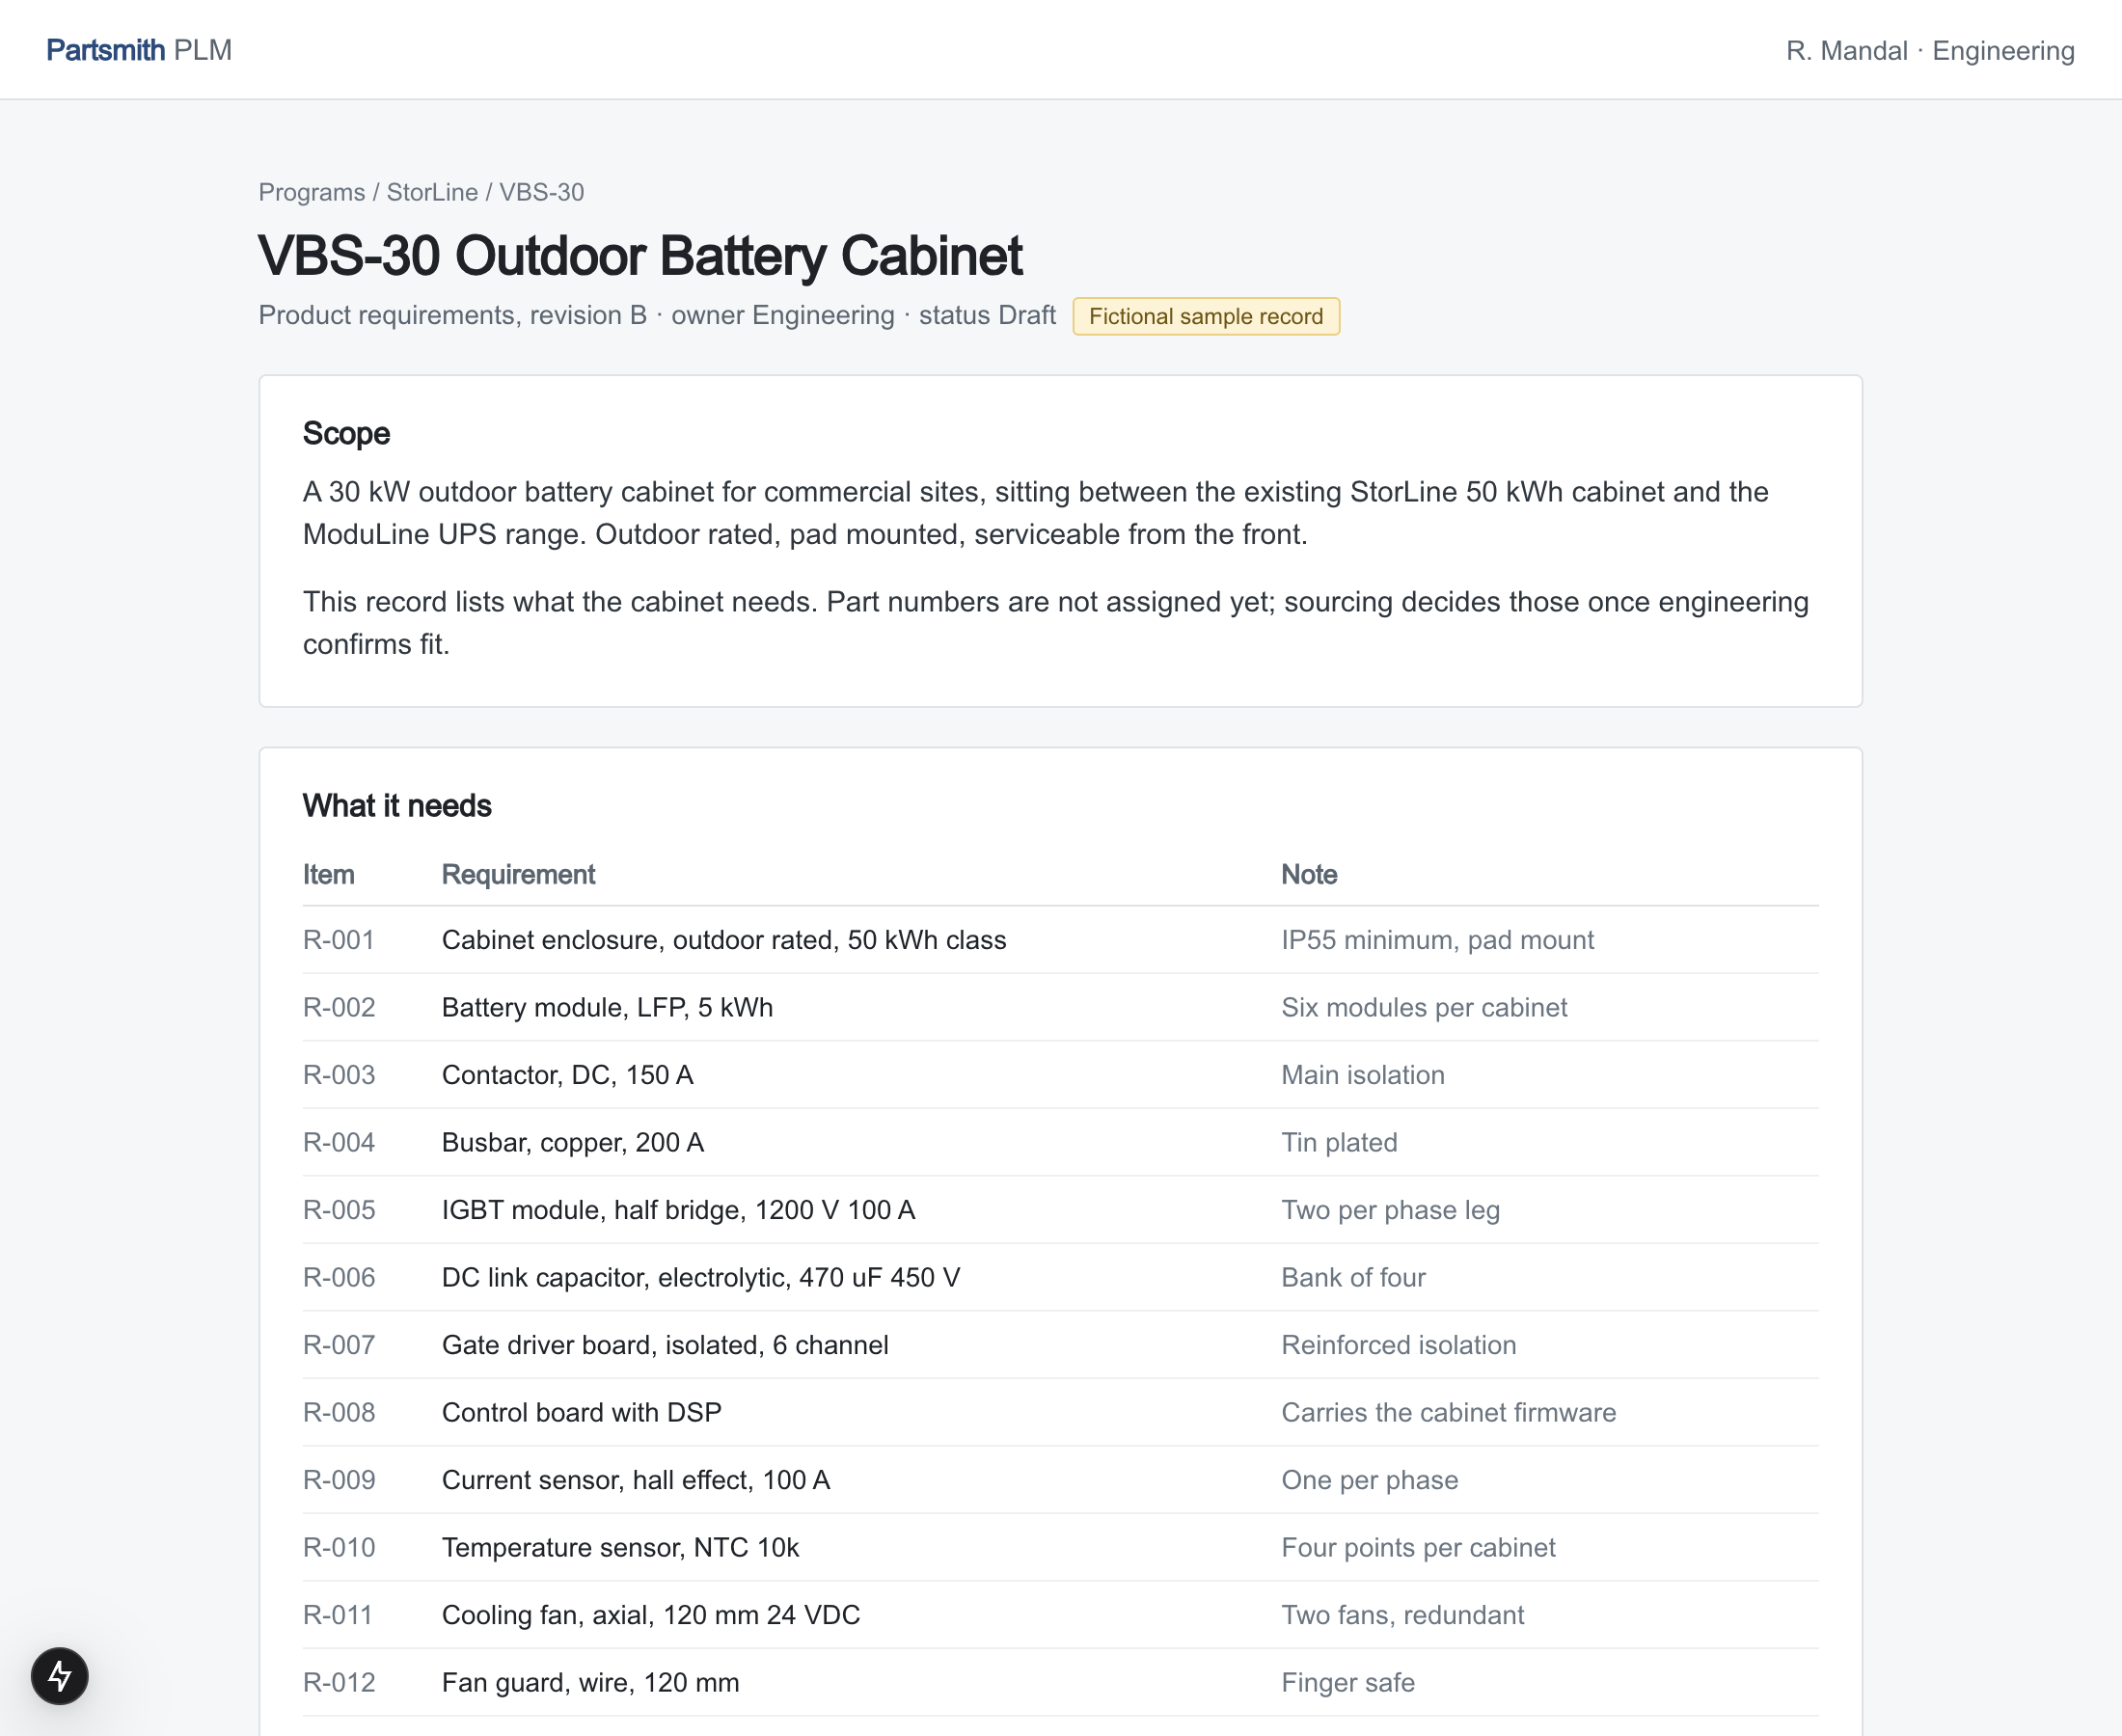 Partsmith PLM
R. Mandal · Engineering
Programs / StorLine / VBS-30
VBS-30 Outdoor Battery Cabinet
Product requirements, revision B · owner Engineering · status Draft Fictional sample record
Scope
A 30 kW outdoor battery cabinet for commercial sites, sitting between the existing StorLine 50 kWh cabinet and the
ModuLine UPS range. Outdoor rated, pad mounted, serviceable from the front.
This record lists what the cabinet needs. Part numbers are not assigned yet; sourcing decides those once engineering
confirms fit.
What it needs
Item Requirement Note
R-001 Cabinet enclosure, outdoor rated, 50 kWh class IP55 minimum, pad mount
R-002 Battery module, LFP, 5 kWh Six modules per cabinet
R-003 Contactor, DC, 150 A Main isolation
R-004 Busbar, copper, 200 A Tin plated
R-005 IGBT module, half bridge, 1200 V 100 A Two per phase leg
R-006 DC link capacitor, electrolytic, 470 uF 450 V Bank of four
R-007 Gate driver board, isolated, 6 channel Reinforced isolation
R-008 Control board with DSP Carries the cabinet firmware
R-009 Current sensor, hall effect, 100 A One per phase
R-010 Temperature sensor, NTC 10k Four points per cabinet
R-011 Cooling fan, axial, 120 mm 24 VDC Two fans, redundant
R-012 Fan guard, wire, 120 mm Finger safe